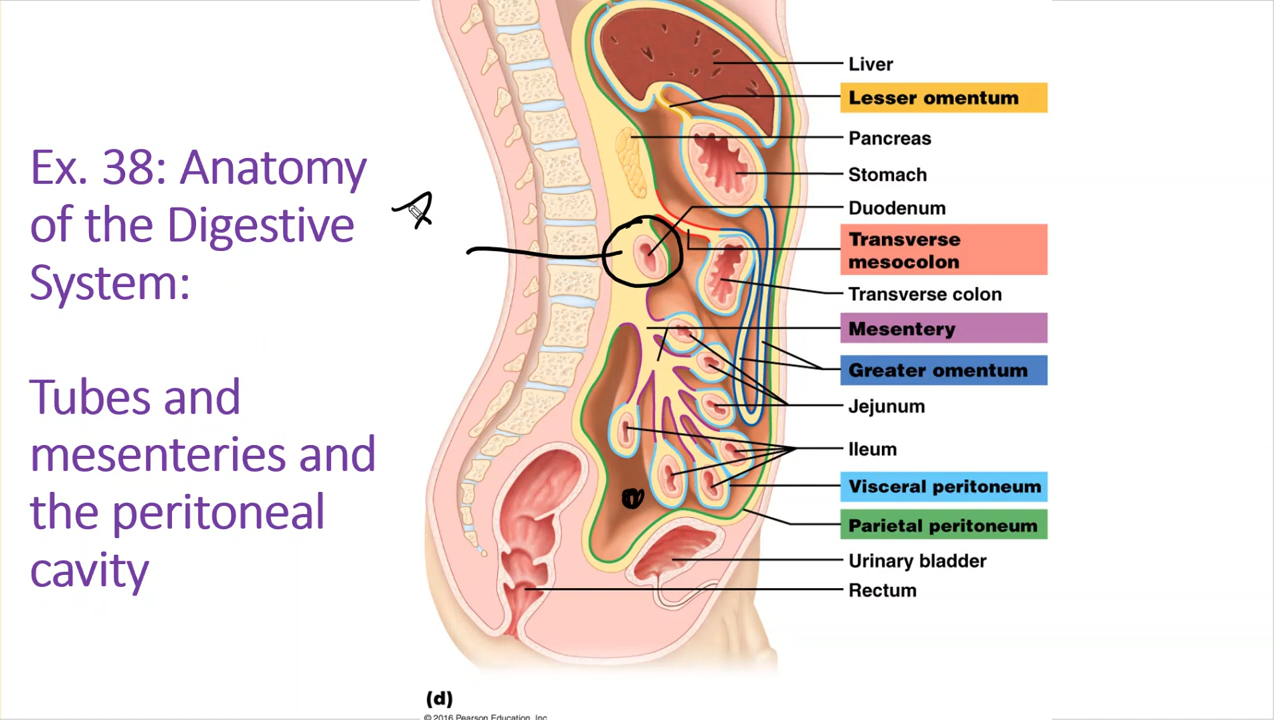 Ex. 38: Anatomy
of the Digestive
System:
Tubes and
mesenteries and
the peritoneal
cavity
A
Liver
Lesser omentum
Pancreas
Stomach
Duodenum
Transverse
mesocolon
Transverse colon
Mesentery
Greater omentum
Jejunum
Ileum
Visceral peritoneum
Parietal peritoneum
Urinary bladder
Rectum
(d)
© 2016 Pearson Education, Inc